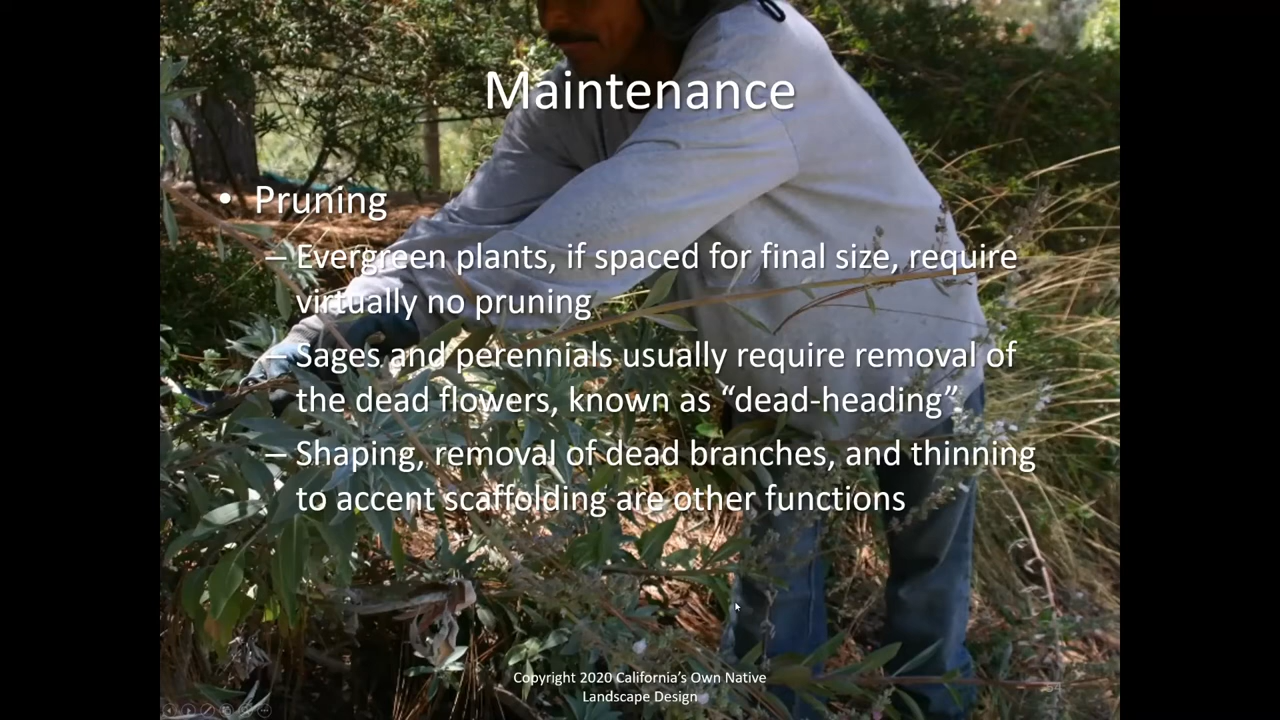 Maintenance
• Pruning
– Evergreen plants, if spaced for final size, require
virtually no pruning
– Sages and perennials usually require removal of
the dead flowers, known as “dead-heading”
– Shaping, removal of dead branches, and thinning
to accent scaffolding are other functions
Copyright 2020 California’s Own Native
Landscape Design